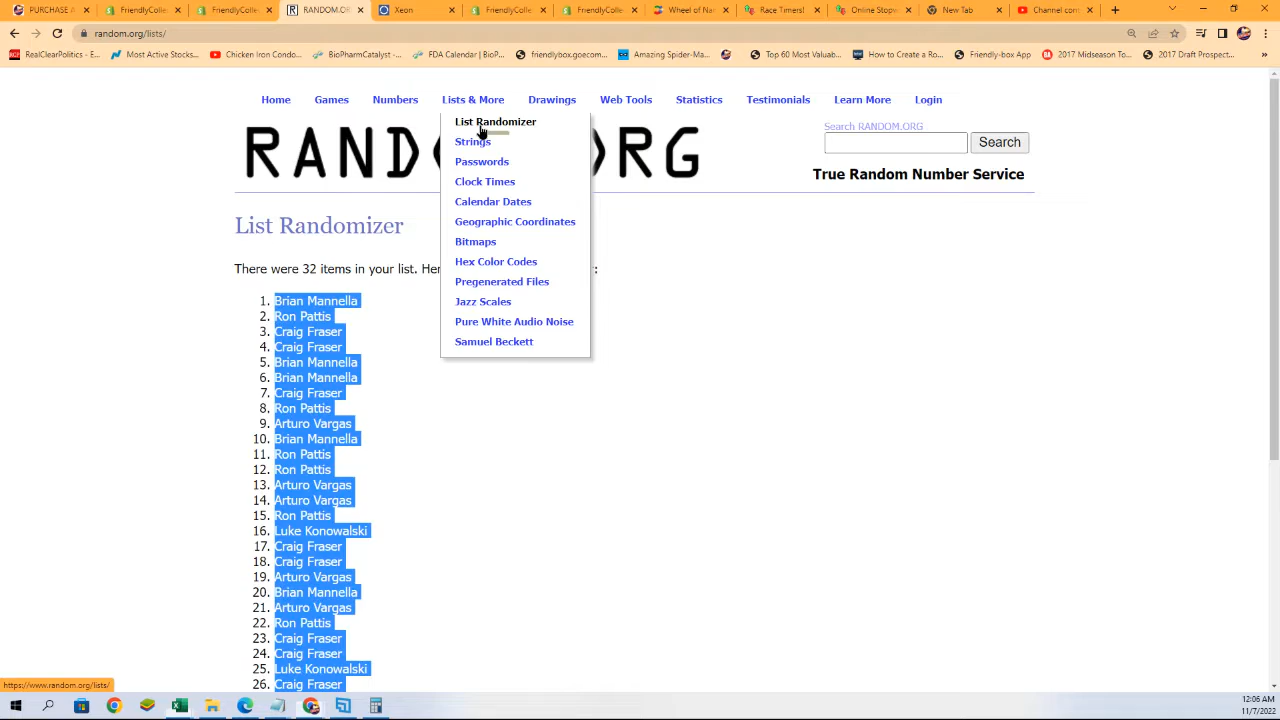 PURCHASE A
FriendlyColle
FriendlyColle
RANDOM.OR
Xeon
FriendlyColle
FriendlyColle
Wheel of Nan
Race Times!
Online Stopw
New Tab
Channel cont
random.org/lists/
RealClearPolitics - E...
Most Active Stocks...
Chicken Iron Condo...
BioPharmCatalyst -...
FDA Calendar | BioP...
friendlybox.goecom...
Amazing Spider-Ma...
Top 60 Most Valuab...
How to Create a Ro...
Friendly-box App
2017 Midseason To...
2017 Draft Prospect...
Home Games Numbers Lists & More Drawings Web Tools Statistics Testimonials Learn More Login
List Randomizer
Strings
Passwords
Clock Times
Calendar Dates
Geographic Coordinates
Bitmaps
Hex Color Codes
Pregenerated Files
Jazz Scales
Pure White Audio Noise
Samuel Beckett
RAND RG
Search RANDOM.ORG
Search
True Random Number Service
List Randomizer
There were 32 items in your list. Her :
1. Brian Mannella
2. Ron Pattis
3. Craig Fraser
4. Craig Fraser
5. Brian Mannella
6. Brian Mannella
7. Craig Fraser
8. Ron Pattis
9. Arturo Vargas
10. Brian Mannella
11. Ron Pattis
12. Ron Pattis
13. Arturo Vargas
14. Arturo Vargas
15. Ron Pattis
16. Luke Konowalski
17. Craig Fraser
18. Craig Fraser
19. Arturo Vargas
20. Brian Mannella
21. Arturo Vargas
22. Ron Pattis
23. Craig Fraser
24. Craig Fraser
25. Luke Konowalski
26. Craig Fraser
https://www.random.org/lists/
12:06 AM
11/7/2022